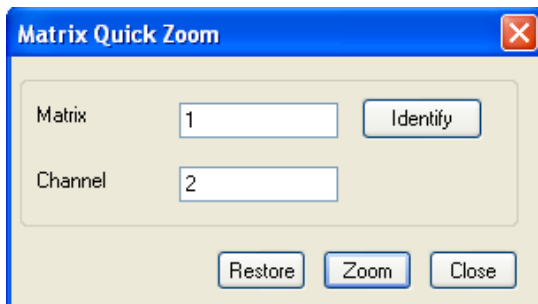 Matrix Quick Zoom
Matrix 1 Identify
Channel 2
Restore Zoom Close